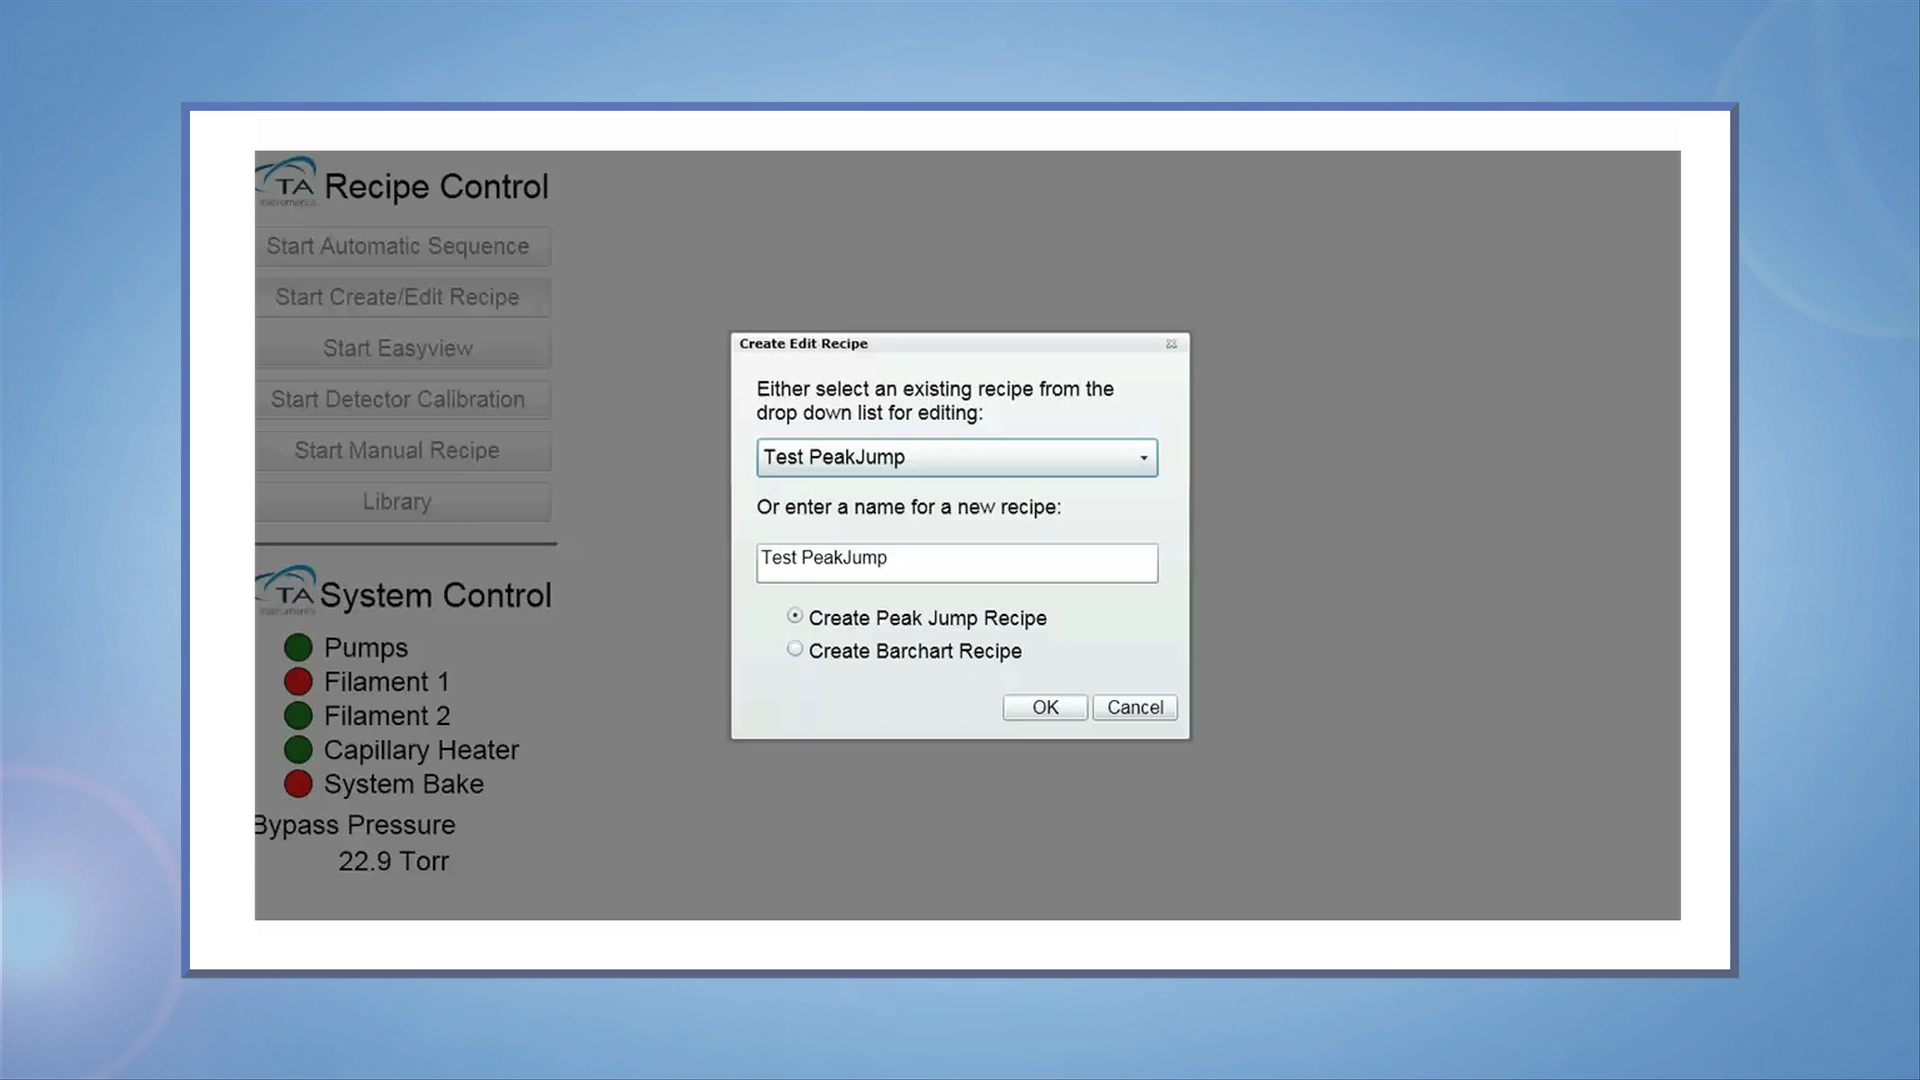 TA
Instruments
Recipe Control
Start Automatic Sequence
Start Create/Edit Recipe
Start Easyview
Start Detector Calibration
Start Manual Recipe
Library
TA
Instruments
System Control
Pumps
Filament 1
Filament 2
Capillary Heater
System Bake
Bypass Pressure
22.9 Torr
Create Edit Recipe
Either select an existing recipe from the
drop down list for editing:
Test PeakJump
Or enter a name for a new recipe:
Test PeakJump
Create Peak Jump Recipe
Create Barchart Recipe
OK
Cancel